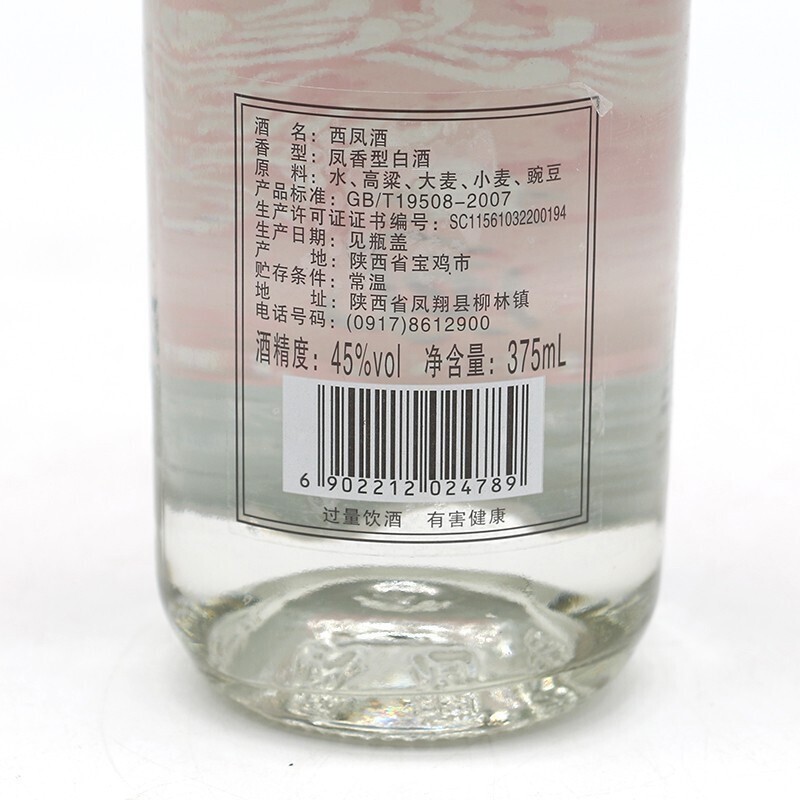 酒名：西凤酒
香型：凤香型白酒
原料：水、高粱、大麦、小麦、豌豆
产品标准：GB/T19508-2007
生产许可证证书编号：SC11561032200194
生产日期：见瓶盖
产地：陕西省宝鸡市
贮存条件：常温
地址：陕西省凤翔县柳林镇
电话号码：(0917)8612900
酒精度：45%vol 净含量：375mL
6 902212 024789
过量饮酒 有害健康